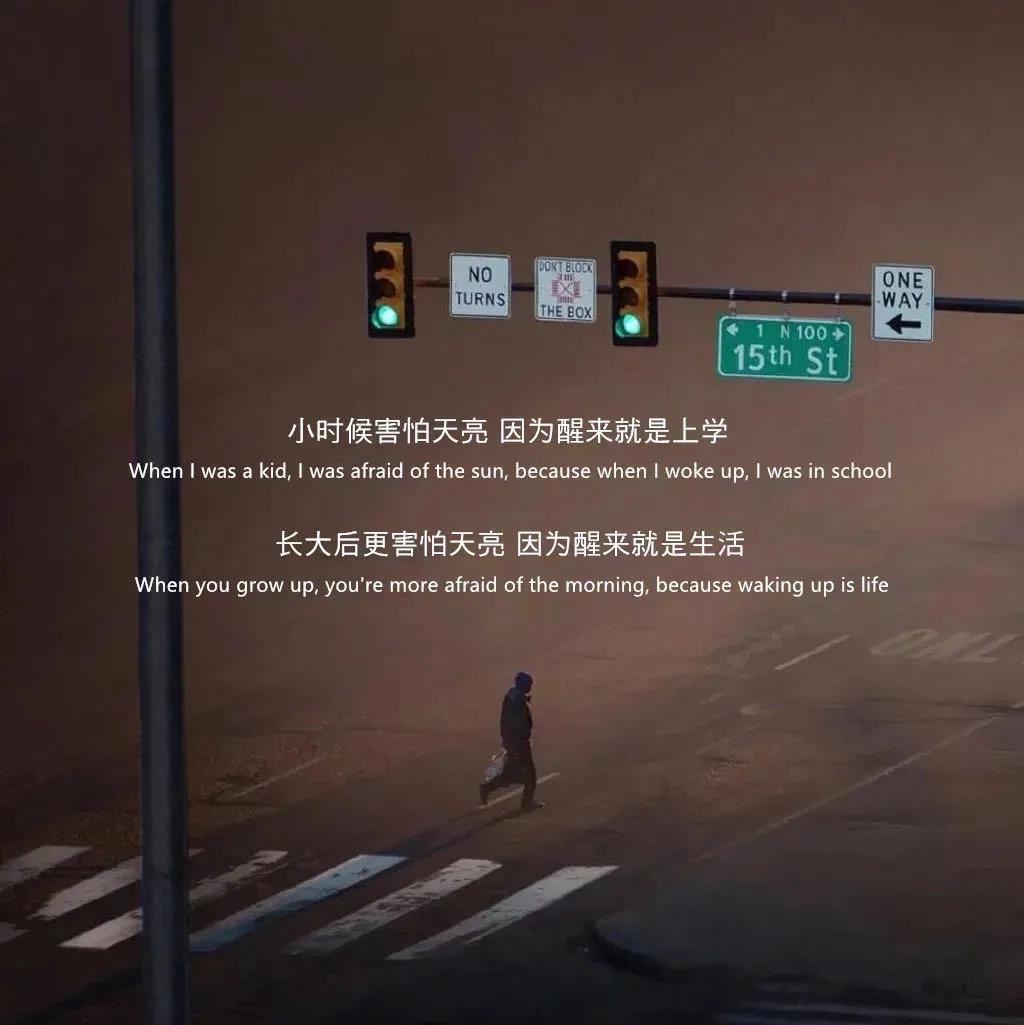 NO
TURNS
DON'T BLOCK
THE BOX
ONE
WAY
1 N 100
15th St
小时候害怕天亮 因为醒来就是上学
When I was a kid, I was afraid of the sun, because when I woke up, I was in school
长大后更害怕天亮 因为醒来就是生活
When you grow up, you're more afraid of the morning, because waking up is life
ONL